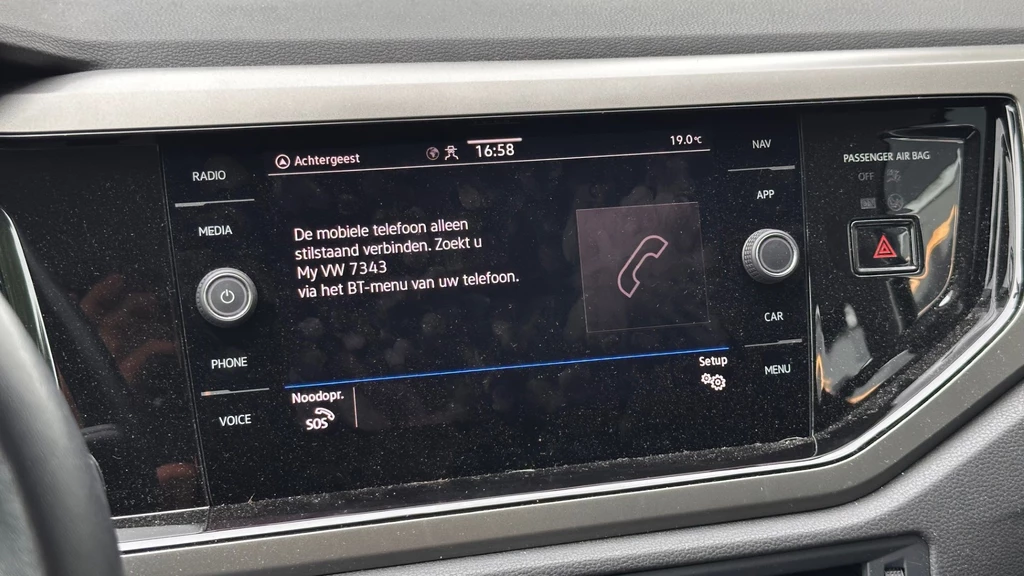 RADIO
MEDIA
PHONE
VOICE
Achtergeest
16:58
19.0°C
De mobiele telefoon alleen
stilstaand verbinden. Zoekt u
My VW 7343
via het BT-menu van uw telefoon.
Noodopr.
SOS
Setup
NAV
APP
CAR
MENU
PASSENGER AIR BAG
OFF